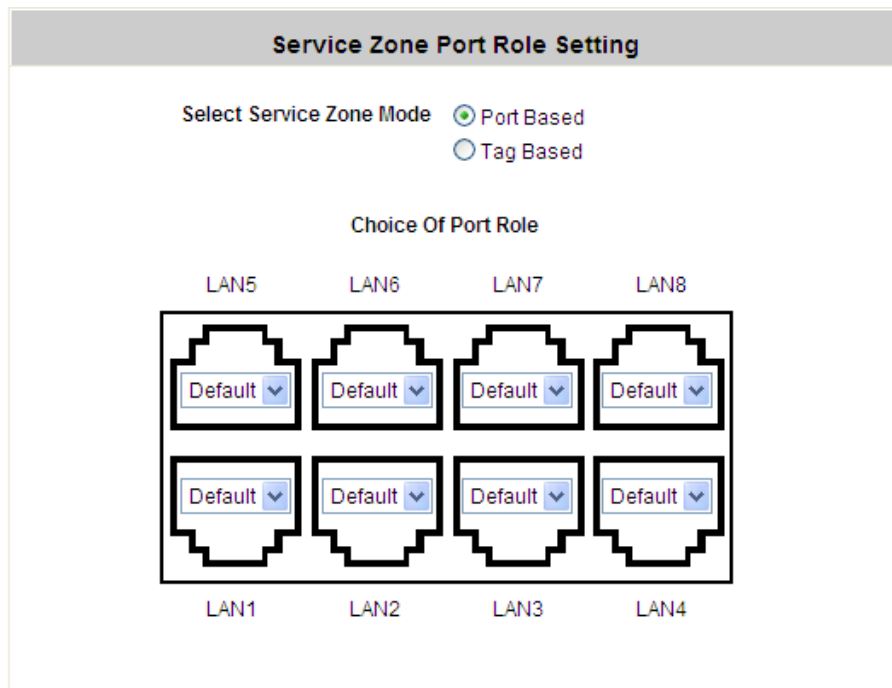 Service Zone Port Role Setting
Select Service Zone Mode Port Based
Tag Based
Choice Of Port Role
LAN5 LAN6 LAN7 LAN8
Default Default Default Default
Default Default Default Default
LAN1 LAN2 LAN3 LAN4